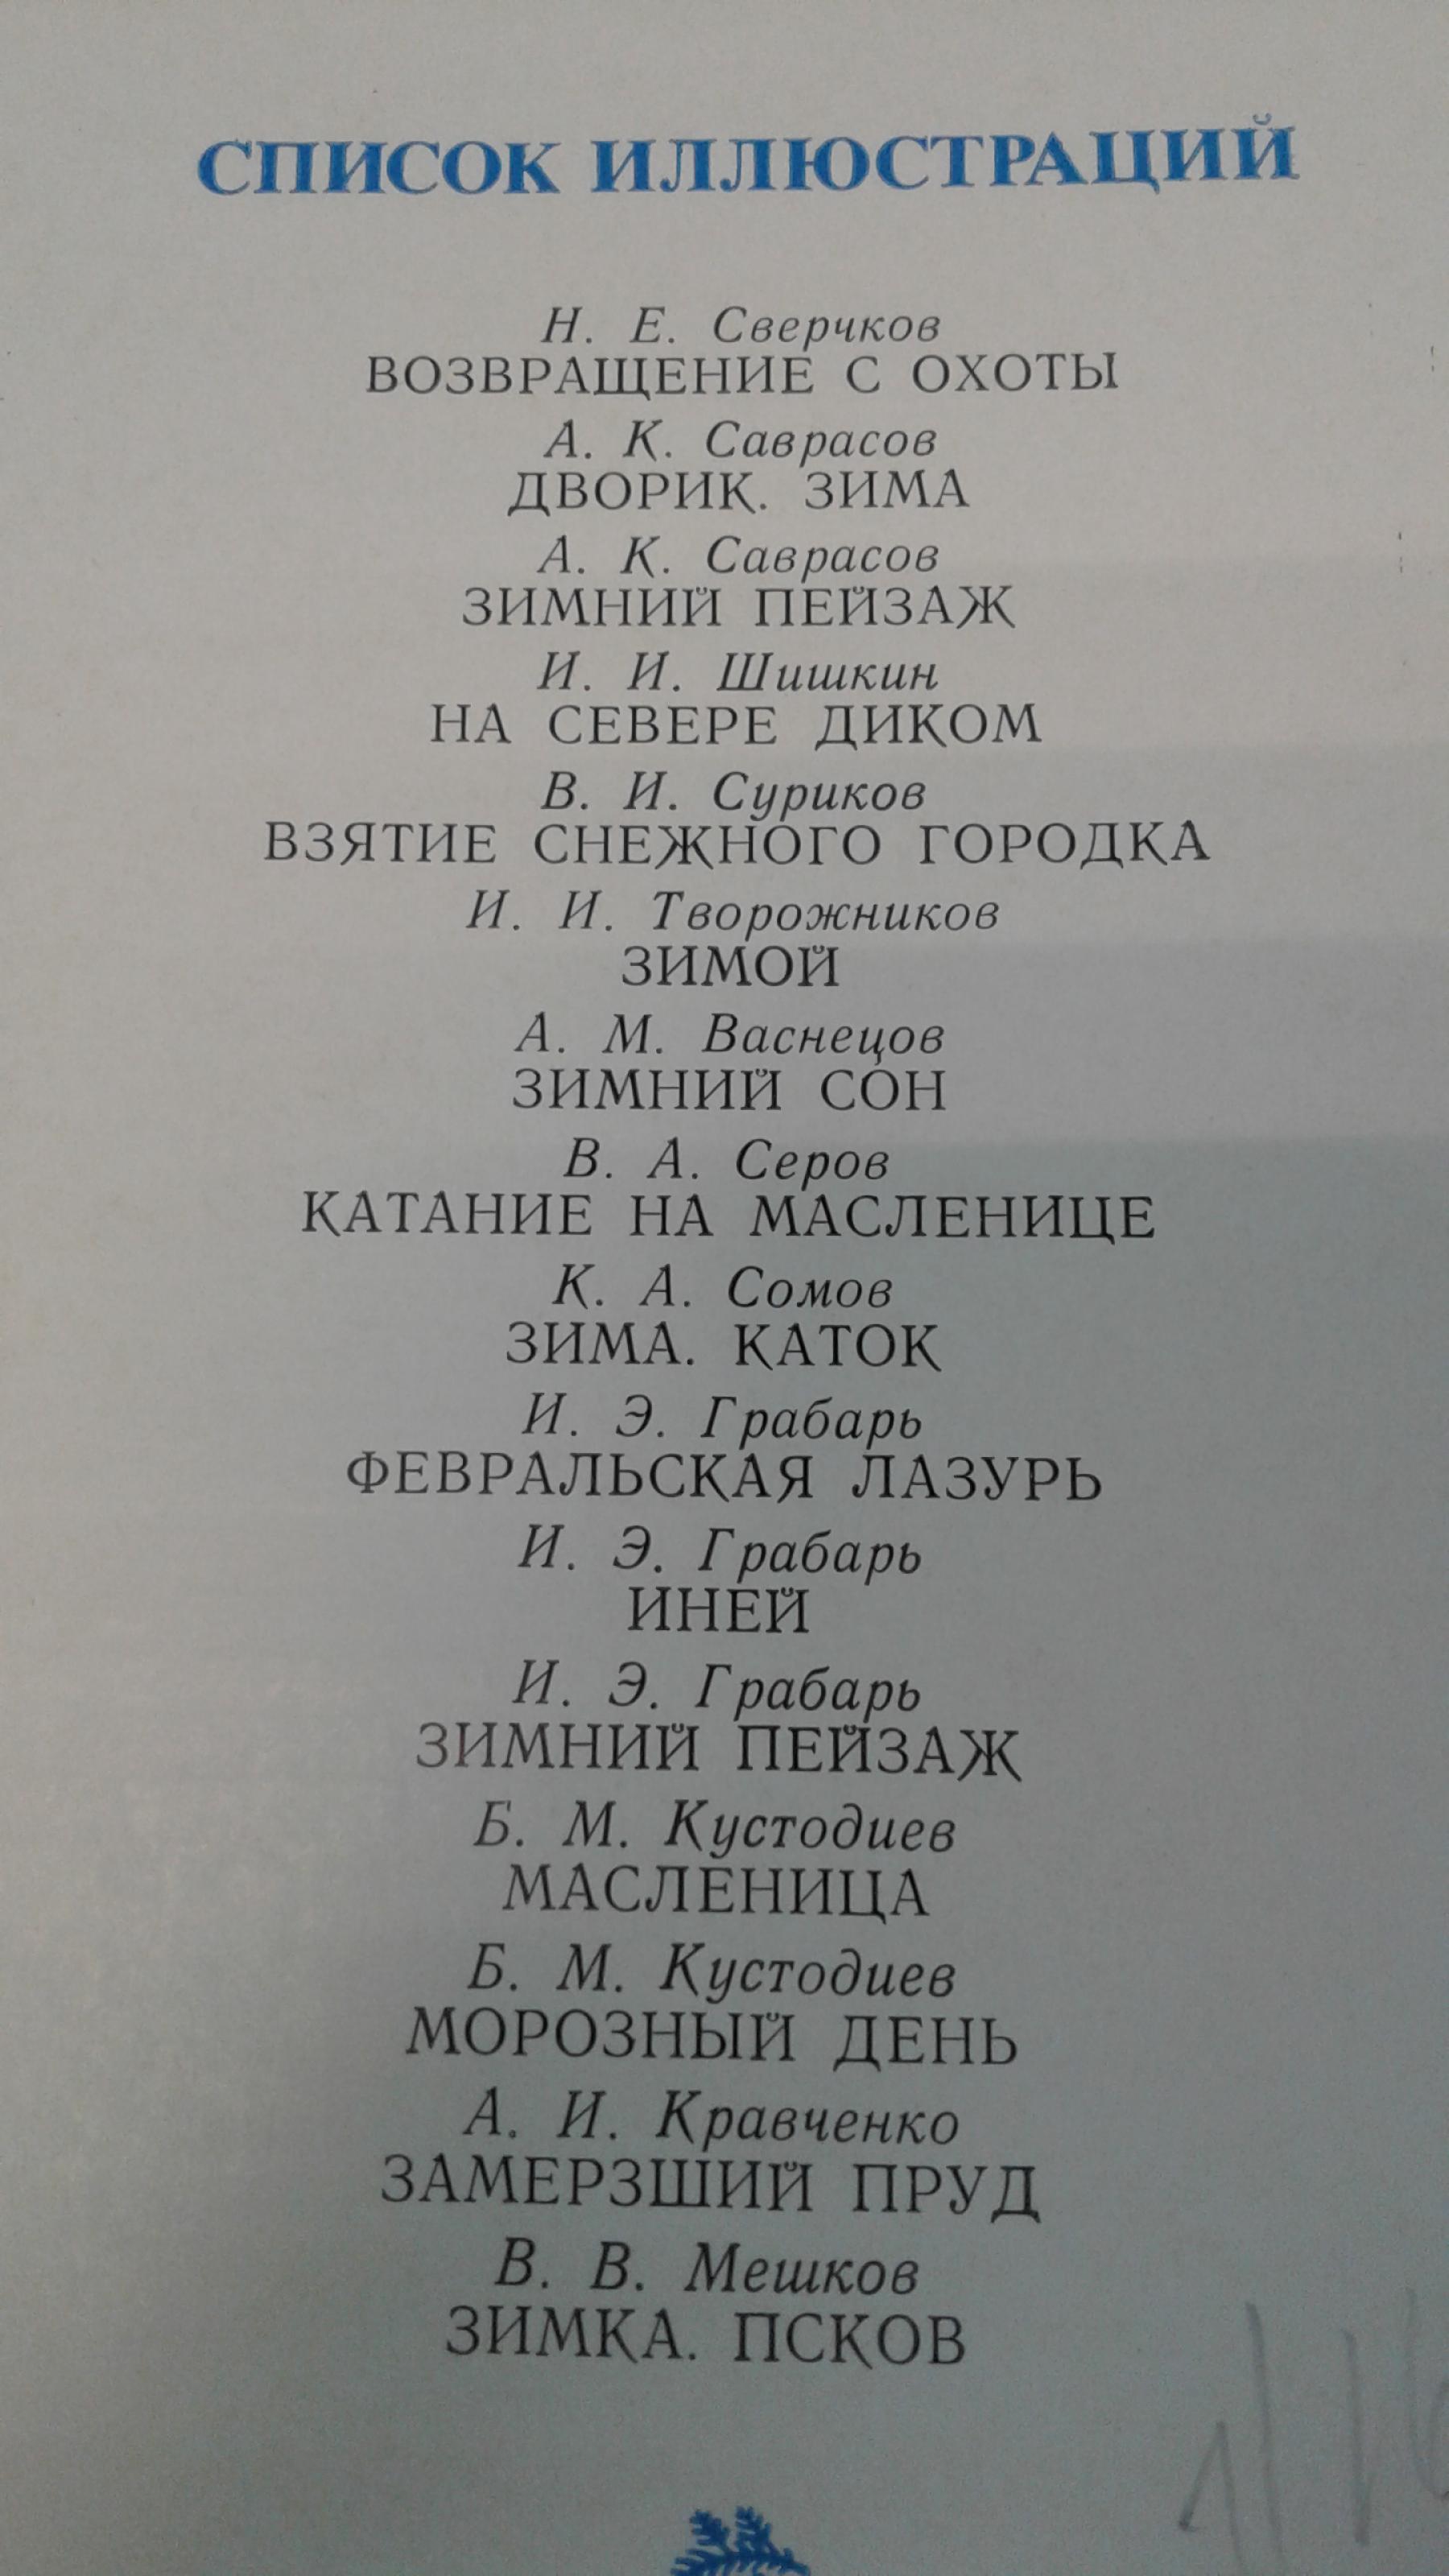 СПИСОК ИЛЛЮСТРАЦИЙ
Н. Е. Сверчков
ВОЗВРАЩЕНИЕ С ОХОТЫ
А. К. Саврасов
ДВОРИК. ЗИМА
А. К. Саврасов
ЗИМНИЙ ПЕЙЗАЖ
И. И. Шишкин
НА СЕВЕРЕ ДИКОМ
В. И. Суриков
ВЗЯТИЕ СНЕЖНОГО ГОРОДКА
И. И. Творожников
ЗИМОЙ
А. М. Васнецов
ЗИМНИЙ СОН
В. А. Серов
КАТАНИЕ НА МАСЛЕНИЦЕ
К. А. Сомов
ЗИМА. КАТОК
И. Э. Грабарь
ФЕВРАЛЬСКАЯ ЛАЗУРЬ
И. Э. Грабарь
ИНЕЙ
И. Э. Грабарь
ЗИМНИЙ ПЕЙЗАЖ
Б. М. Кустодиев
МАСЛЕНИЦА
Б. М. Кустодиев
МОРОЗНЫЙ ДЕНЬ
А. И. Кравченко
ЗАМЕРЗШИЙ ПРУД
В. В. Мешков
ЗИМКА. ПСКОВ